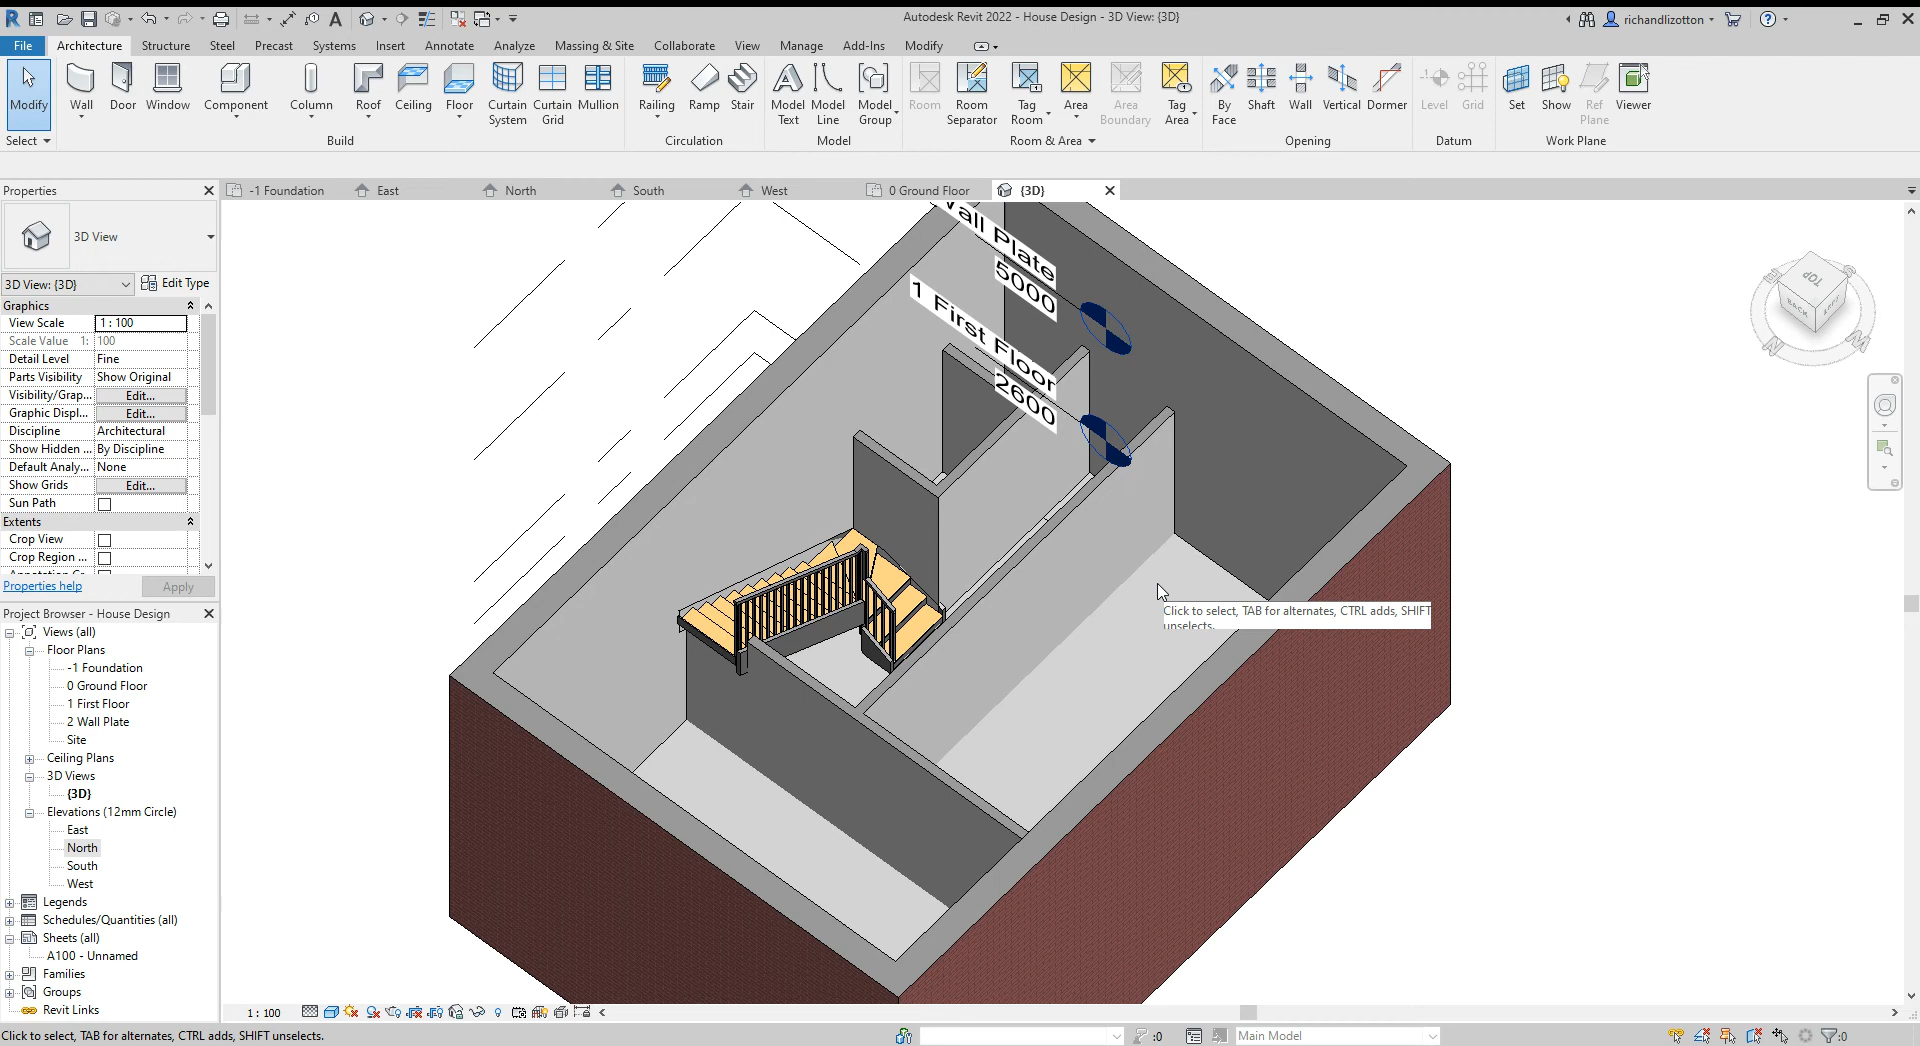 Autodesk Revit 2022 - House Design - 3D View: {3D}
richandlizotton
File Architecture Structure Steel Precast Systems Insert Annotate Analyze Massing & Site Collaborate View Manage Add-Ins Modify
Modify
Wall
Door
Window
Component
Column
Roof
Ceiling
Floor
Curtain System
Curtain Grid
Mullion
Railing
Ramp
Stair
Model Text
Model Line
Model Group
Room
Room Separator
Tag Room
Area
Area Boundary
Tag Area
By Face
Shaft
Wall
Vertical
Dormer
Level
Grid
Set
Show
Ref Plane
Viewer
Select
Build
Circulation
Model
Room & Area
Opening
Datum
Work Plane
Properties
-1 Foundation
East
North
South
West
0 Ground Floor
{3D}
3D View
3D View: {3D}
Edit Type
Graphics
View Scale 1 : 100
Scale Value 1: 100
Detail Level Fine
Parts Visibility Show Original
Visibility/Grap... Edit...
Graphic Displ... Edit...
Discipline Architectural
Show Hidden ... By Discipline
Default Analy... None
Show Grids Edit...
Sun Path
Extents
Crop View
Crop Region ...
Properties help
Apply
Project Browser - House Design
Views (all)
Floor Plans
-1 Foundation
0 Ground Floor
1 First Floor
2 Wall Plate
Site
Ceiling Plans
3D Views
{3D}
Elevations (12mm Circle)
East
North
South
West
Legends
Schedules/Quantities (all)
Sheets (all)
A100 - Unnamed
Families
Groups
Revit Links
Wall Plate
5000
1 First Floor
2600
TOP
BACK
Click to select, TAB for alternates, CTRL adds, SHIFT
unselects.
1 : 100
Click to select, TAB for alternates, CTRL adds, SHIFT unselects.
:0
Main Model
:0